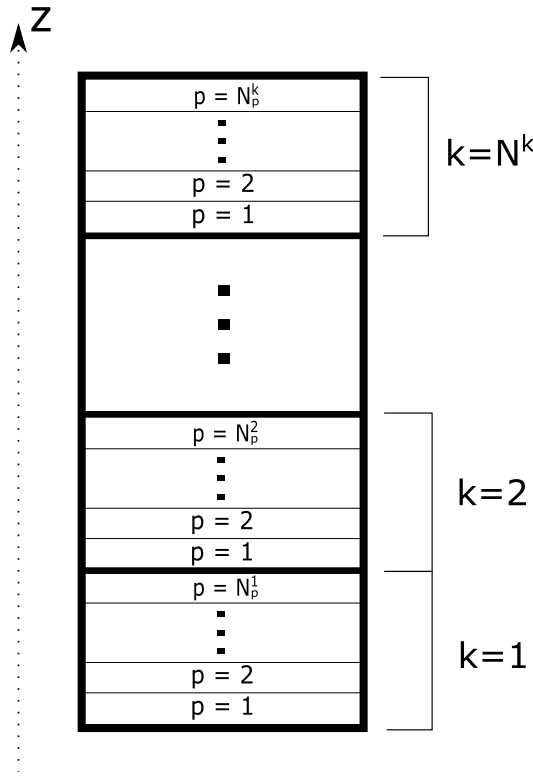 Z
p = N_p^k
p = 2
p = 1
k=N^k
p = N_p^2
p = 2
p = 1
k=2
p = N_p^1
p = 2
p = 1
k=1